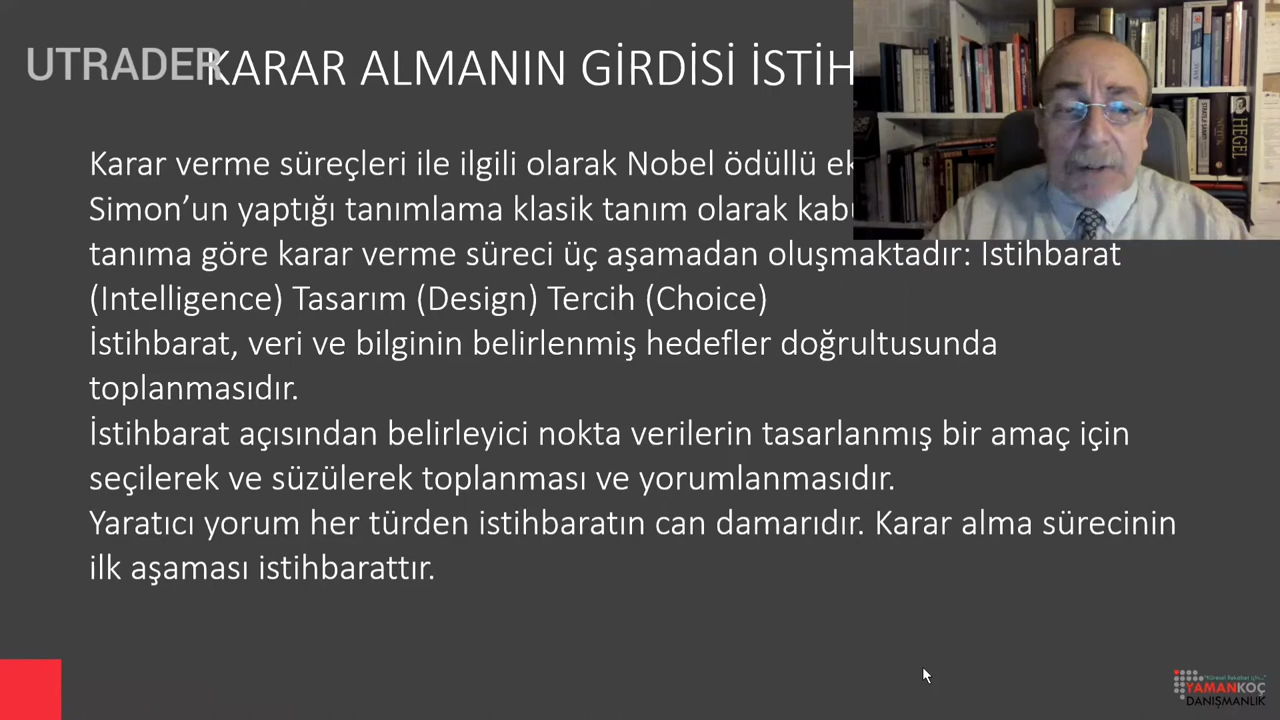 UTRADER
KARAR ALMANIN GİRDİSİ İSTİH
Karar verme süreçleri ile ilgili olarak Nobel ödüllü ek
Simon’un yaptığı tanımlama klasik tanım olarak kabu
tanıma göre karar verme süreci üç aşamadan oluşmaktadır: İstihbarat
(Intelligence) Tasarım (Design) Tercih (Choice)
İstihbarat, veri ve bilginin belirlenmiş hedefler doğrultusunda
toplanmasıdır.
İstihbarat açısından belirleyici nokta verilerin tasarlanmış bir amaç için
seçilerek ve süzülerek toplanması ve yorumlanmasıdır.
Yaratıcı yorum her türden istihbaratın can damarıdır. Karar alma sürecinin
ilk aşaması istihbarattır.
HEGEL
"Küresel Rekabet için..."
YAMANKOÇ
DANIŞMANLIK